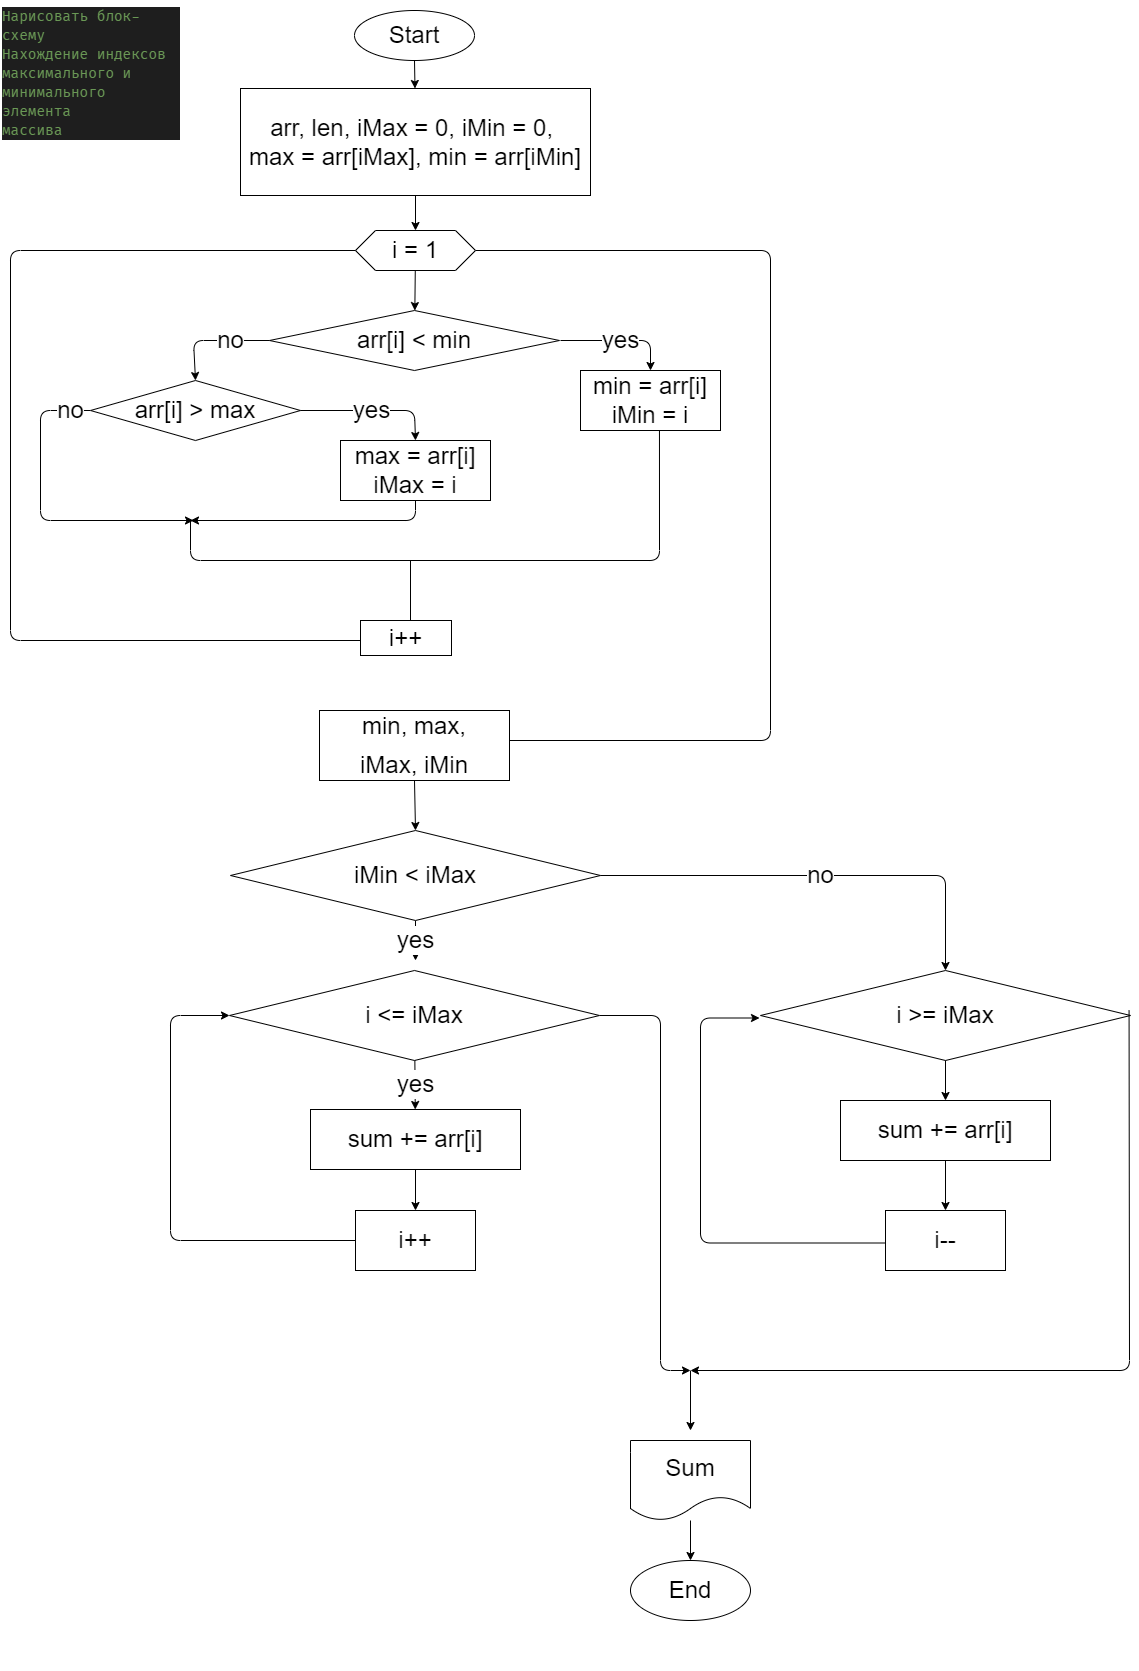 Нарисовать блок-
схему
Нахождение индексов
максимального и
минимального
элемента
массива
Start
arr, len, iMax = 0, iMin = 0,
max = arr[iMax], min = arr[iMin]
i = 1
no
arr[i] < min
yes
min = arr[i]
iMin = i
no
arr[i] > max
yes
max = arr[i]
iMax = i
i++
min, max,
iMax, iMin
iMin < iMax
no
yes
i <= iMax
i >= iMax
yes
sum += arr[i]
sum += arr[i]
i++
i--
Sum
End